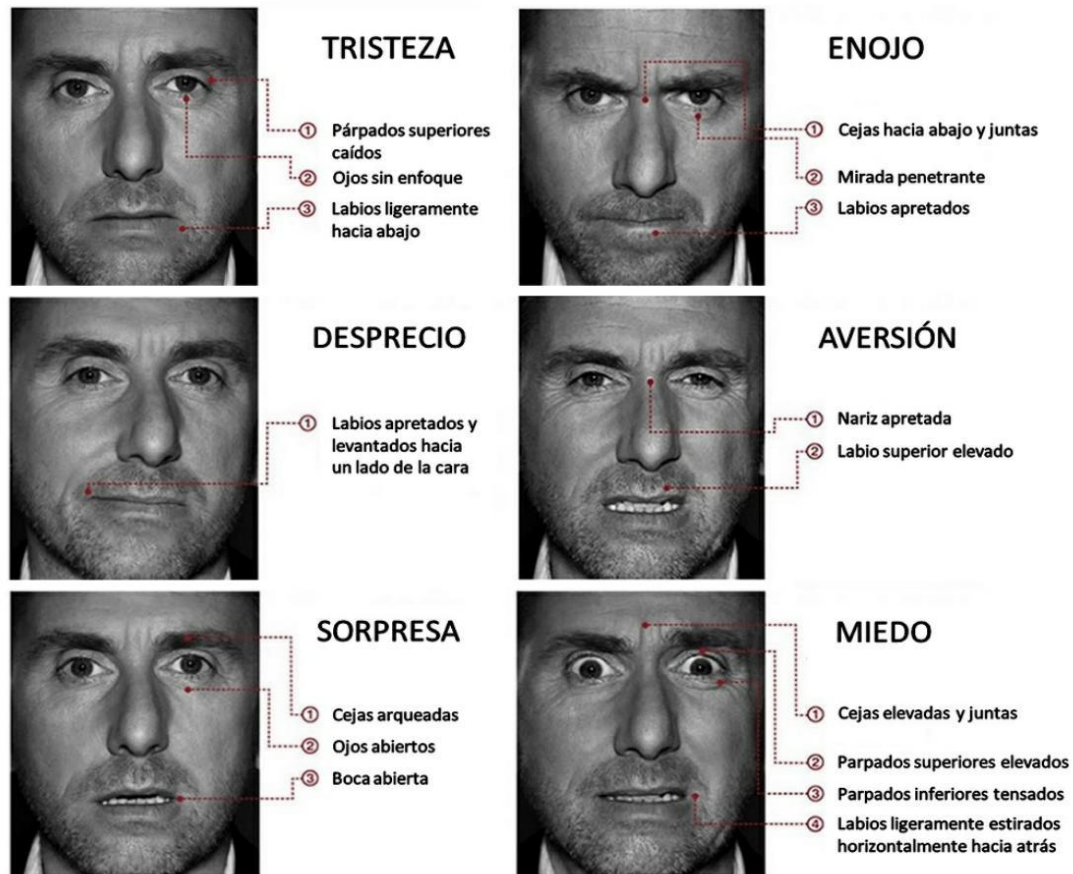 TRISTEZA
① Párpados superiores
caídos
② Ojos sin enfoque
③ Labios ligeramente
hacia abajo
ENOJO
① Cejas hacia abajo y juntas
② Mirada penetrante
③ Labios apretados
DESPRECIO
① Labios apretados y
levantados hacia
un lado de la cara
AVERSIÓN
① Nariz apretada
② Labio superior elevado
SORPRESA
① Cejas arqueadas
② Ojos abiertos
③ Boca abierta
MIEDO
① Cejas elevadas y juntas
② Parpados superiores elevados
③ Parpados inferiores tensados
④ Labios ligeramente estirados
horizontalmente hacia atrás